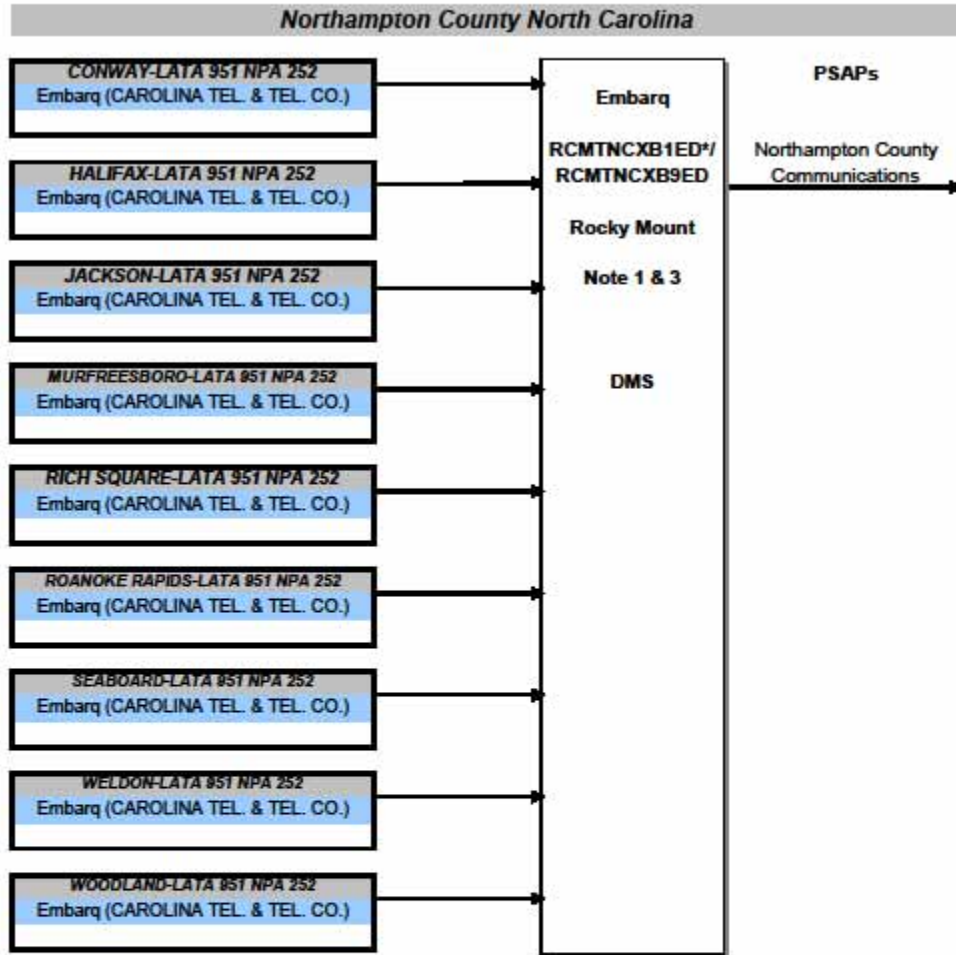 Northampton County North Carolina
CONWAY-LATA 951 NPA 252
Embarq (CAROLINA TEL. & TEL. CO.)
HALIFAX-LATA 951 NPA 252
Embarq (CAROLINA TEL. & TEL. CO.)
JACKSON-LATA 951 NPA 252
Embarq (CAROLINA TEL. & TEL. CO.)
MURFREESBORO-LATA 951 NPA 252
Embarq (CAROLINA TEL. & TEL. CO.)
RICH SQUARE-LATA 951 NPA 252
Embarq (CAROLINA TEL. & TEL. CO.)
ROANOKE RAPIDS-LATA 951 NPA 252
Embarq (CAROLINA TEL. & TEL. CO.)
SEABOARD-LATA 951 NPA 252
Embarq (CAROLINA TEL. & TEL. CO.)
WELDON-LATA 951 NPA 252
Embarq (CAROLINA TEL. & TEL. CO.)
WOODLAND-LATA 951 NPA 252
Embarq (CAROLINA TEL. & TEL. CO.)
Embarq
RCMTNCXB1ED*/
RCMTNCXB9ED
Rocky Mount
Note 1 & 3
DMS
PSAPs
Northampton County
Communications